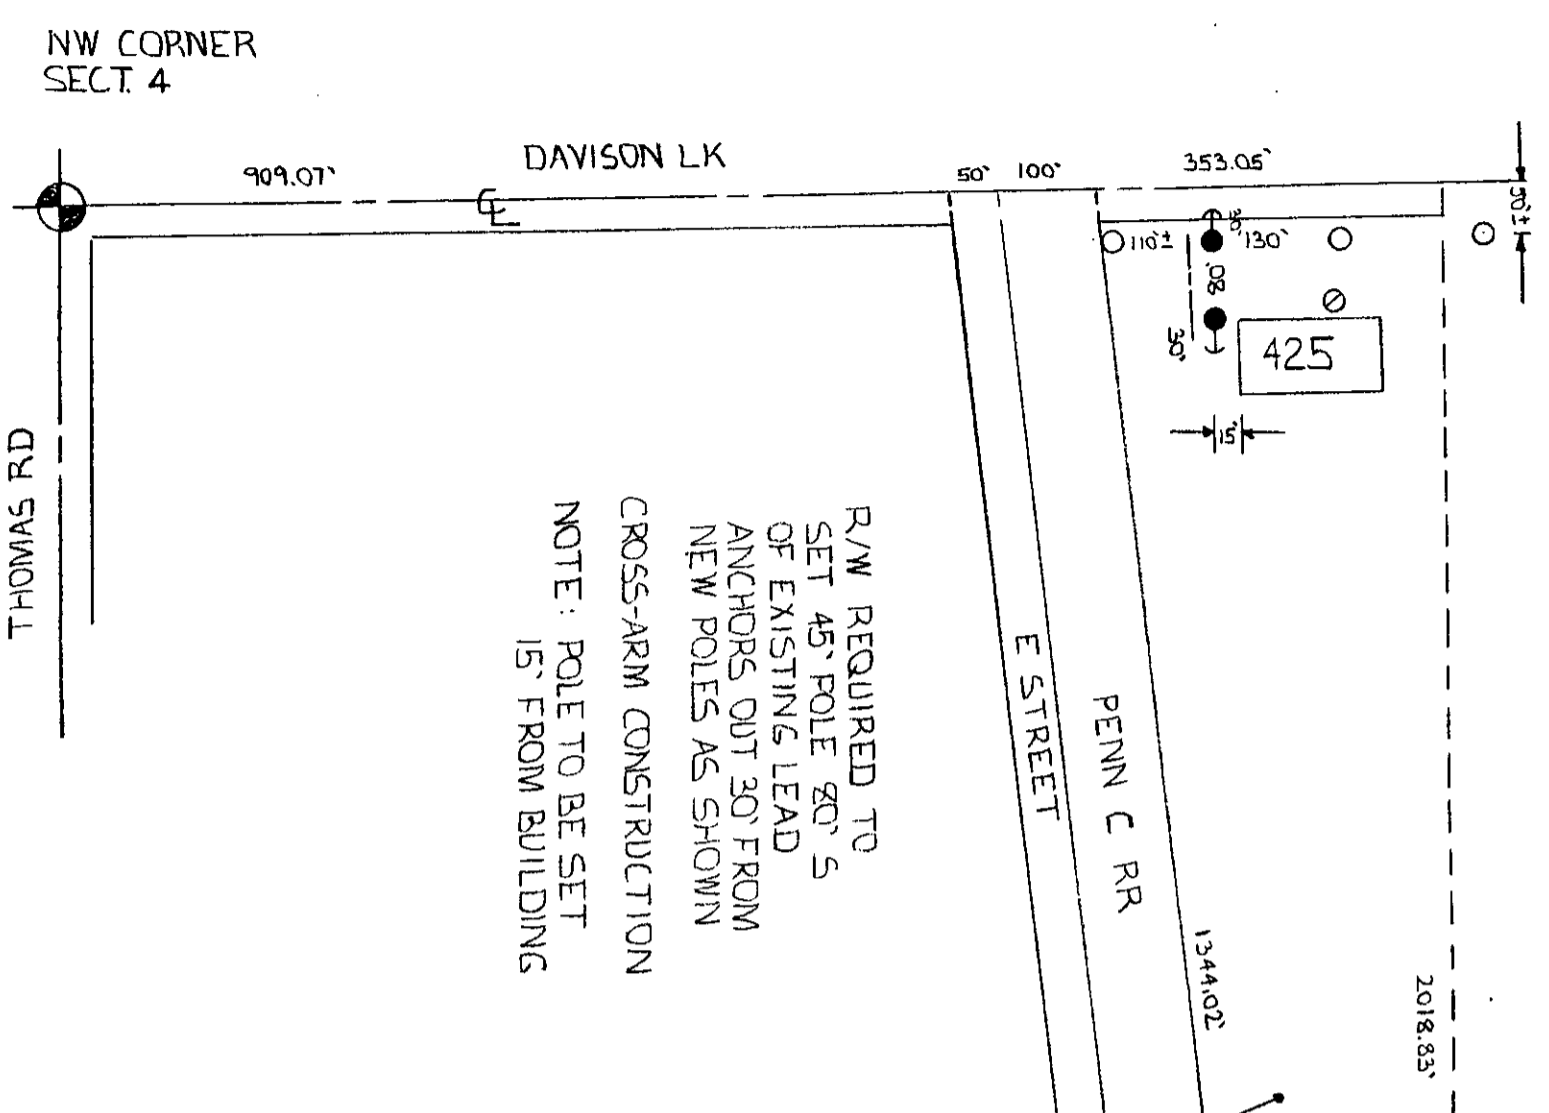 NW CORNER
SECT. 4
909.07'
DAVISON LK
50'
100'
353.05'
℄
110'±
30'
130'
80'
30'
50'±
425
15'
THOMAS RD
R/W REQUIRED TO
SET 45' POLE 80' S
OF EXISTING LEAD
ANCHORS OUT 30' FROM
NEW POLES AS SHOWN
CROSS-ARM CONSTRUCTION
NOTE: POLE TO BE SET
15' FROM BUILDING
E STREET
PENN C RR
1344.02'
2018.83'